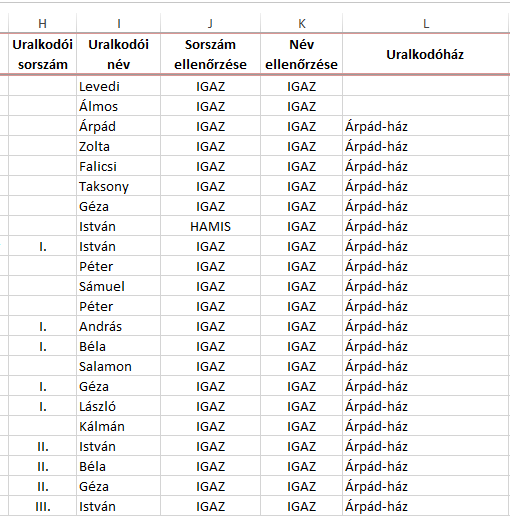 H I J K L
Uralkodói sorszám Uralkodói név Sorszám ellenőrzése Név ellenőrzése Uralkodóház
Levedi IGAZ IGAZ
Álmos IGAZ IGAZ
Árpád IGAZ IGAZ Árpád-ház
Zolta IGAZ IGAZ Árpád-ház
Falicsi IGAZ IGAZ Árpád-ház
Taksony IGAZ IGAZ Árpád-ház
Géza IGAZ IGAZ Árpád-ház
István HAMIS IGAZ Árpád-ház
I. István IGAZ IGAZ Árpád-ház
Péter IGAZ IGAZ Árpád-ház
Sámuel IGAZ IGAZ Árpád-ház
Péter IGAZ IGAZ Árpád-ház
I. András IGAZ IGAZ Árpád-ház
I. Béla IGAZ IGAZ Árpád-ház
Salamon IGAZ IGAZ Árpád-ház
I. Géza IGAZ IGAZ Árpád-ház
I. László IGAZ IGAZ Árpád-ház
Kálmán IGAZ IGAZ Árpád-ház
II. István IGAZ IGAZ Árpád-ház
II. Béla IGAZ IGAZ Árpád-ház
II. Géza IGAZ IGAZ Árpád-ház
III. István IGAZ IGAZ Árpád-ház